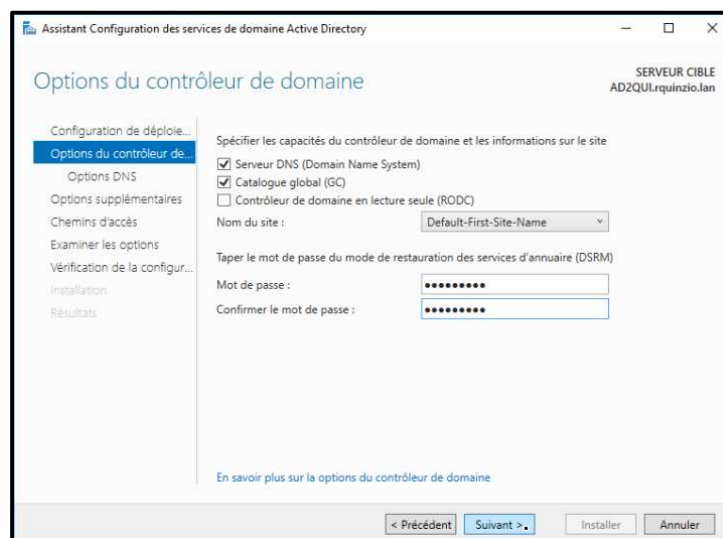 Assistant Configuration des services de domaine Active Directory
Options du contrôleur de domaine
SERVEUR CIBLE
AD2QUI.rquinzio.lan
Configuration de déploie...
Options du contrôleur de...
Options DNS
Options supplémentaires
Chemins d'accès
Examiner les options
Vérification de la configur...
Installation
Résultats
Spécifier les capacités du contrôleur de domaine et les informations sur le site
Serveur DNS (Domain Name System)
Catalogue global (GC)
Contrôleur de domaine en lecture seule (RODC)
Nom du site :
Default-First-Site-Name
Taper le mot de passe du mode de restauration des services d'annuaire (DSRM)
Mot de passe :
•••••••••
Confirmer le mot de passe :
•••••••••
En savoir plus sur la options du contrôleur de domaine
< Précédent
Suivant >
Installer
Annuler